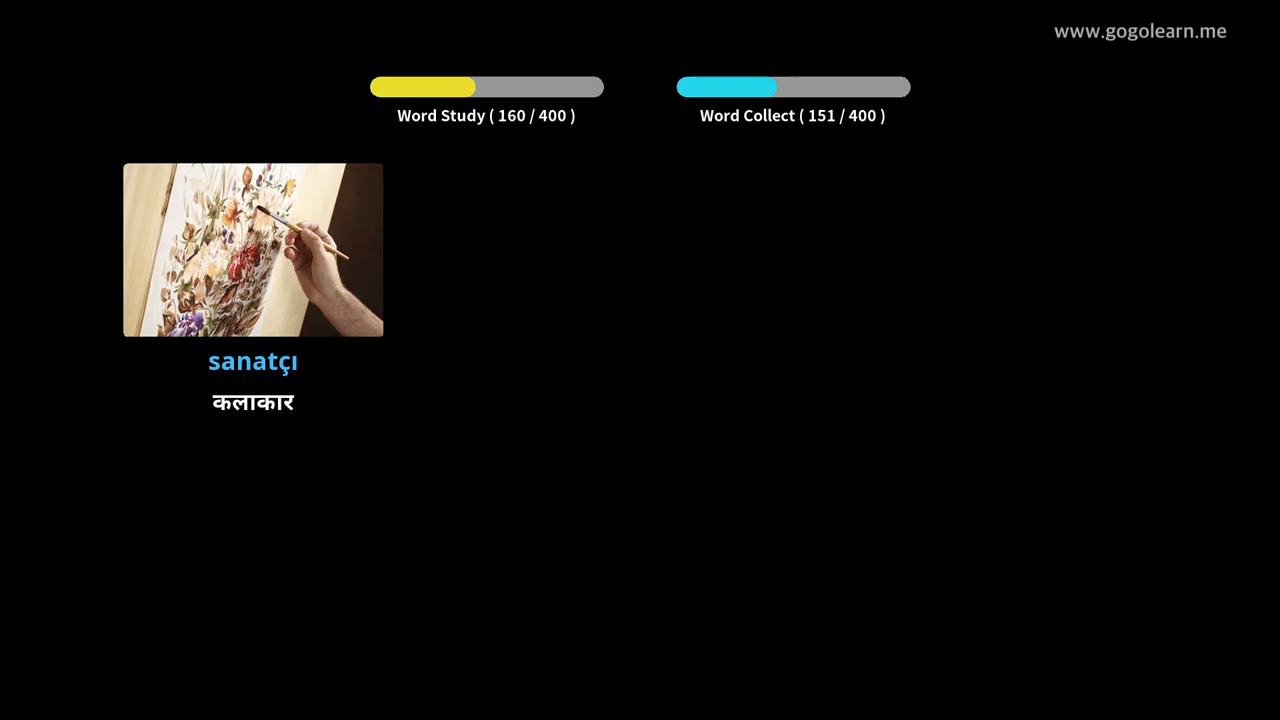 www.gogolearn.me
Word Study ( 160 / 400 )
Word Collect ( 151 / 400 )
sanatçı
कलाकार